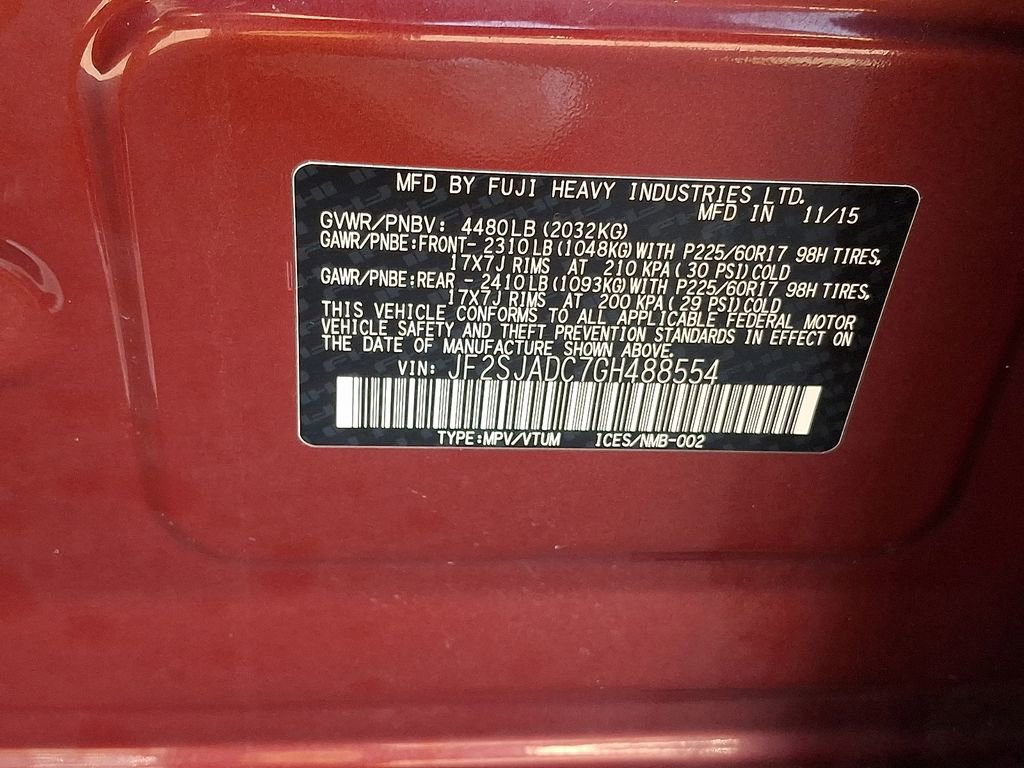 MFD BY FUJI HEAVY INDUSTRIES LTD.
MFD IN 11/15
GVWR/PNBV: 4480LB(2032KG)
GAWR/PNBE:FRONT-2310LB(1048KG)WITH P225/60R17 98H TIRES,
17X7J RIMS AT 210 KPA(30 PSI)COLD
GAWR/PNBE:REAR -2410LB(1093KG)WITH P225/60R17 98H TIRES,
17X7J RIMS AT 200 KPA(29 PSI)COLD
THIS VEHICLE CONFORMS TO ALL APPLICABLE FEDERAL MOTOR
VEHICLE SAFETY AND THEFT PREVENTION STANDARDS IN EFFECT ON
THE DATE OF MANUFACTURE SHOWN ABOVE.
VIN: JF2SJADC7GH488554
TYPE:MPV/VTUM ICES/NMB-002